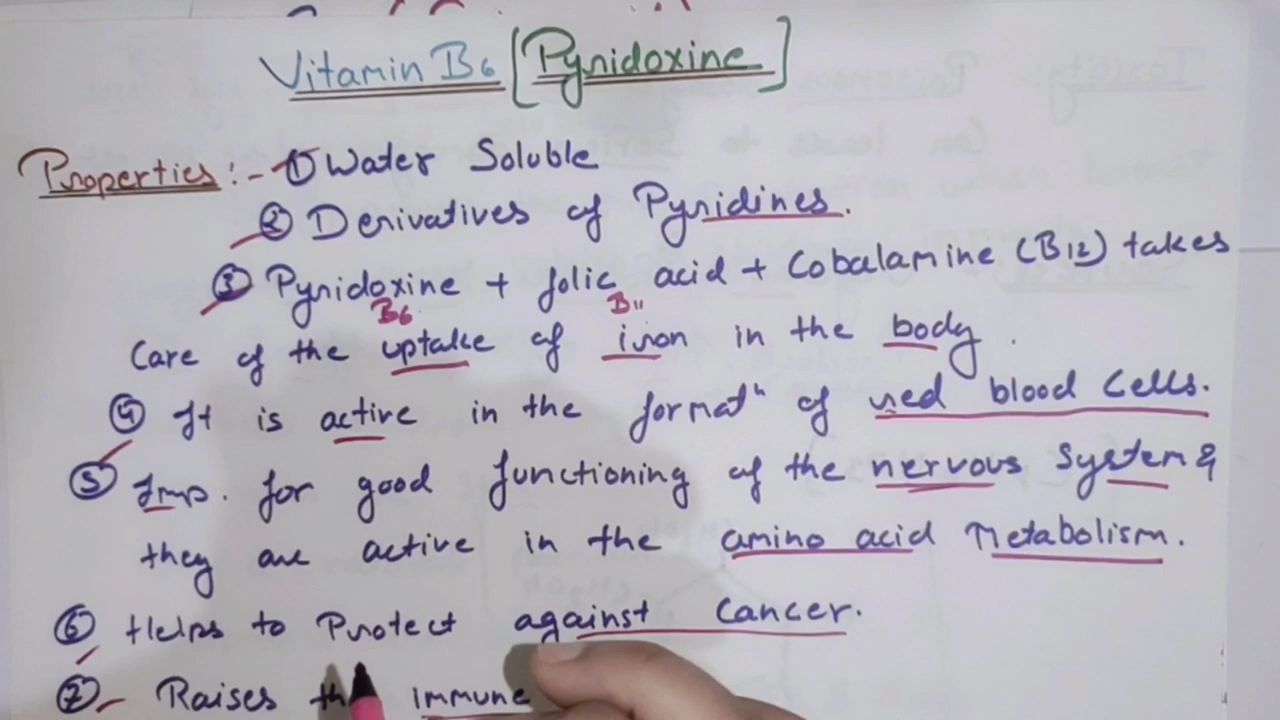 Vitamin B6 [Pyridoxine]
Properties :- ① Water Soluble
② Derivatives of Pyridines.
③ Pyridoxine + folic acid + Cobalamine (B12) takes
B6 B11
Care of the uptake of iron in the body.
④ It is active in the formatⁿ of red blood Cells.
⑤ Imp. for good functioning of the nervous System &
they are active in the amino acid Metabolism.
⑥ Helps to Protect against Cancer.
⑦ Raises the immune